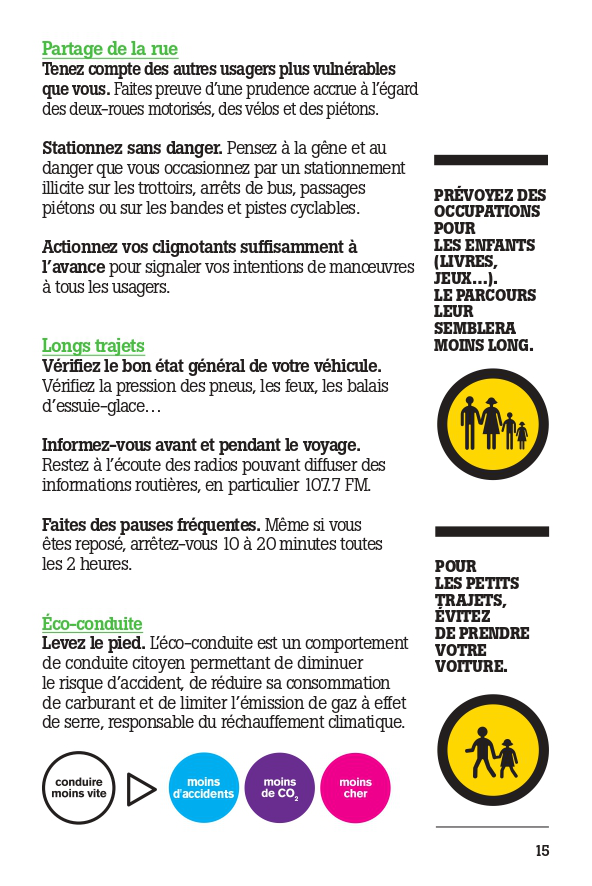 Partage de la rue
Tenez compte des autres usagers plus vulnérables
que vous. Faites preuve d'une prudence accrue à l'égard
des deux-roues motorisés, des vélos et des piétons.
Stationnez sans danger. Pensez à la gêne et au
danger que vous occasionnez par un stationnement
illicite sur les trottoirs, arrêts de bus, passages
piétons ou sur les bandes et pistes cyclables.
Actionnez vos clignotants suffisamment à
l'avance pour signaler vos intentions de manœuvres
à tous les usagers.
Longs trajets
Vérifiez le bon état général de votre véhicule.
Vérifiez la pression des pneus, les feux, les balais
d'essuie-glace…
Informez-vous avant et pendant le voyage.
Restez à l'écoute des radios pouvant diffuser des
informations routières, en particulier 107.7 FM.
Faites des pauses fréquentes. Même si vous
êtes reposé, arrêtez-vous 10 à 20 minutes toutes
les 2 heures.
Éco-conduite
Levez le pied. L'éco-conduite est un comportement
de conduite citoyen permettant de diminuer
le risque d'accident, de réduire sa consommation
de carburant et de limiter l'émission de gaz à effet
de serre, responsable du réchauffement climatique.
conduire
moins vite
moins
d'accidents
moins
de CO2
moins
cher
PRÉVOYEZ DES
OCCUPATIONS
POUR
LES ENFANTS
(LIVRES,
JEUX…).
LE PARCOURS
LEUR
SEMBLERA
MOINS LONG.
POUR
LES PETITS
TRAJETS,
ÉVITEZ
DE PRENDRE
VOTRE
VOITURE.
15